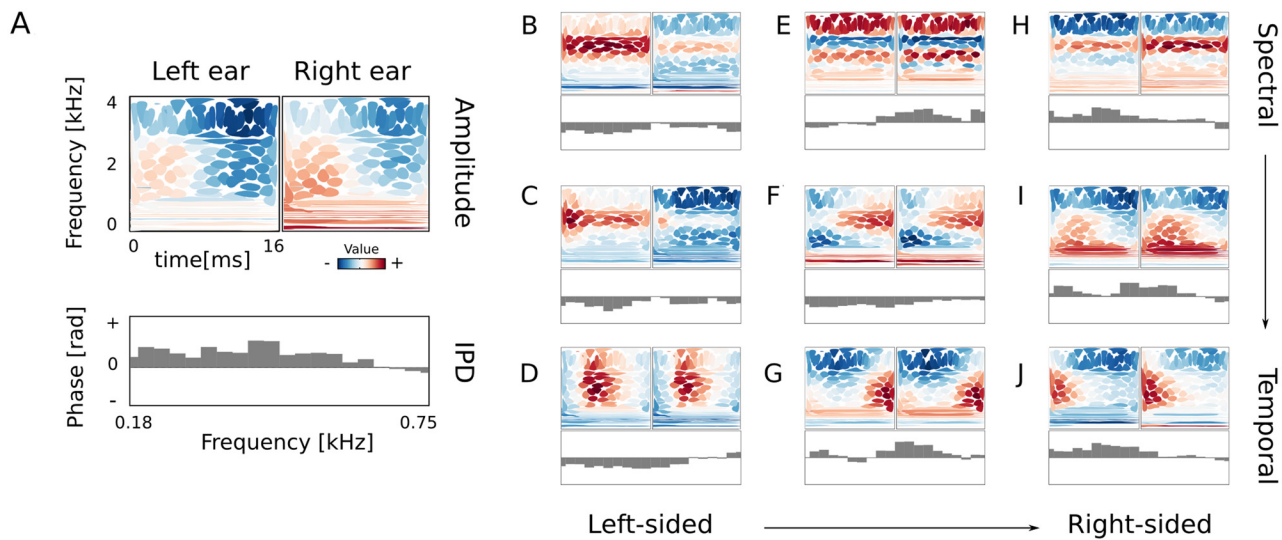 A
Left ear
Right ear
4
2
0
Frequency [kHz]
0
16
time[ms]
Value
-
+
Amplitude
+
0
-
Phase [rad]
IPD
0.18
0.75
Frequency [kHz]
B
E
H
Spectral
C
F
I
D
G
J
Temporal
Left-sided
Right-sided